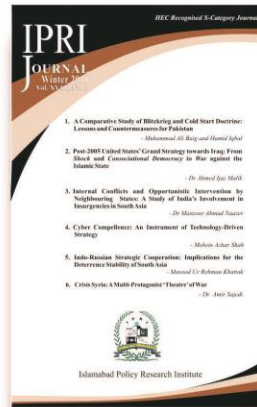 HEC Recognised X-Category Journal
IPRI
JOURNAL
Winter
1. A Comparative Study of Blitzkrieg and Cold Start Doctrine:
Lessons and Countermeasures for Pakistan
- Muhammad Ali Baig and Hamid Iqbal
2. Post-2005 United States' Grand Strategy towards Iraq: From
Shock and Consociational Democracy to War against the
Islamic State
- Dr Ahmed Ijaz Malik
3. Internal Conflicts and Opportunistic Intervention by
Neighbouring States: A Study of India's Involvement in
Insurgencies in South Asia
- Dr Manzoor Ahmad Naazer
4. Cyber Compellence: An Instrument of Technology-Driven
Strategy
- Mohsin Azhar Shah
5. Indo-Russian Strategic Cooperation: Implications for the
Deterrence Stability of South Asia
- Masood Ur Rehman Khattak
6. Crisis Syria: A Multi-Protagonist 'Theatre' of War
- Dr Amir Sajedi
Islamabad Policy Research Institute